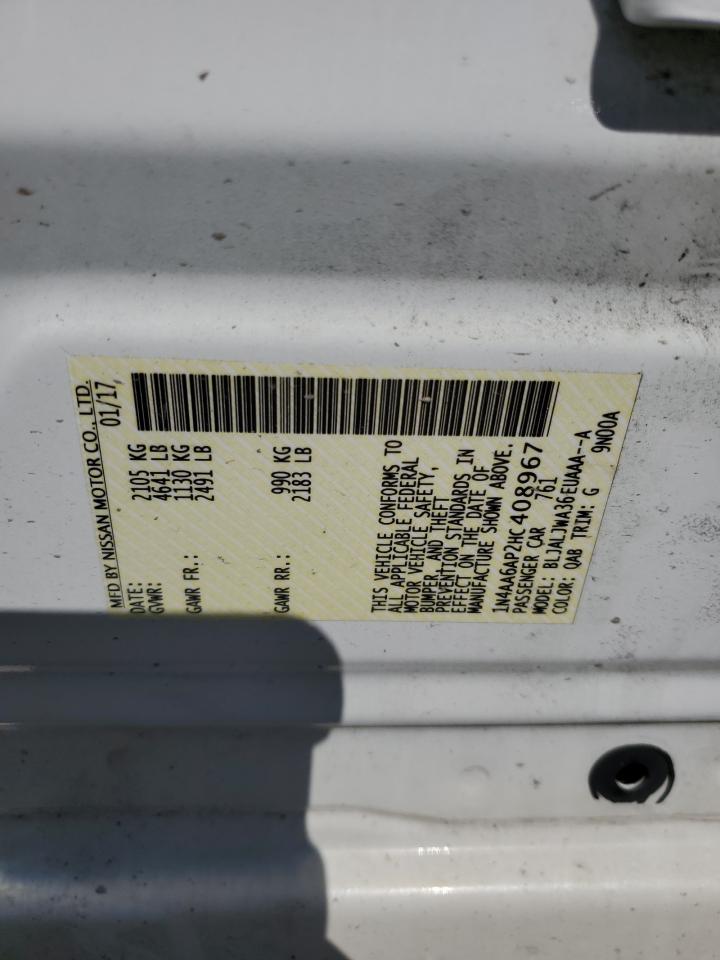 MFD BY NISSAN MOTOR CO., LTD.
DATE: 01/17
GVWR: 2105 KG
4641 LB
GAWR FR.: 1130 KG
2491 LB
GAWR RR.: 990 KG
2183 LB
THIS VEHICLE CONFORMS TO
ALL APPLICABLE FEDERAL
MOTOR VEHICLE SAFETY,
BUMPER, AND THEFT
PREVENTION STANDARDS IN
EFFECT ON THE DATE OF
MANUFACTURE SHOWN ABOVE.
1N4AA6AP2HC408967
PASSENGER CAR 761
MODEL: BLJALJWA36EUAAA--A
COLOR: QAB TRIM: G 9N00A